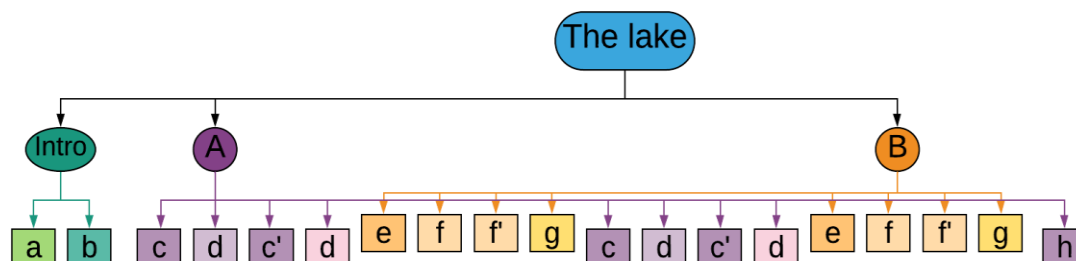 The lake
Intro A B
a b c d c' d e f f' g c d c' d e f f' g h